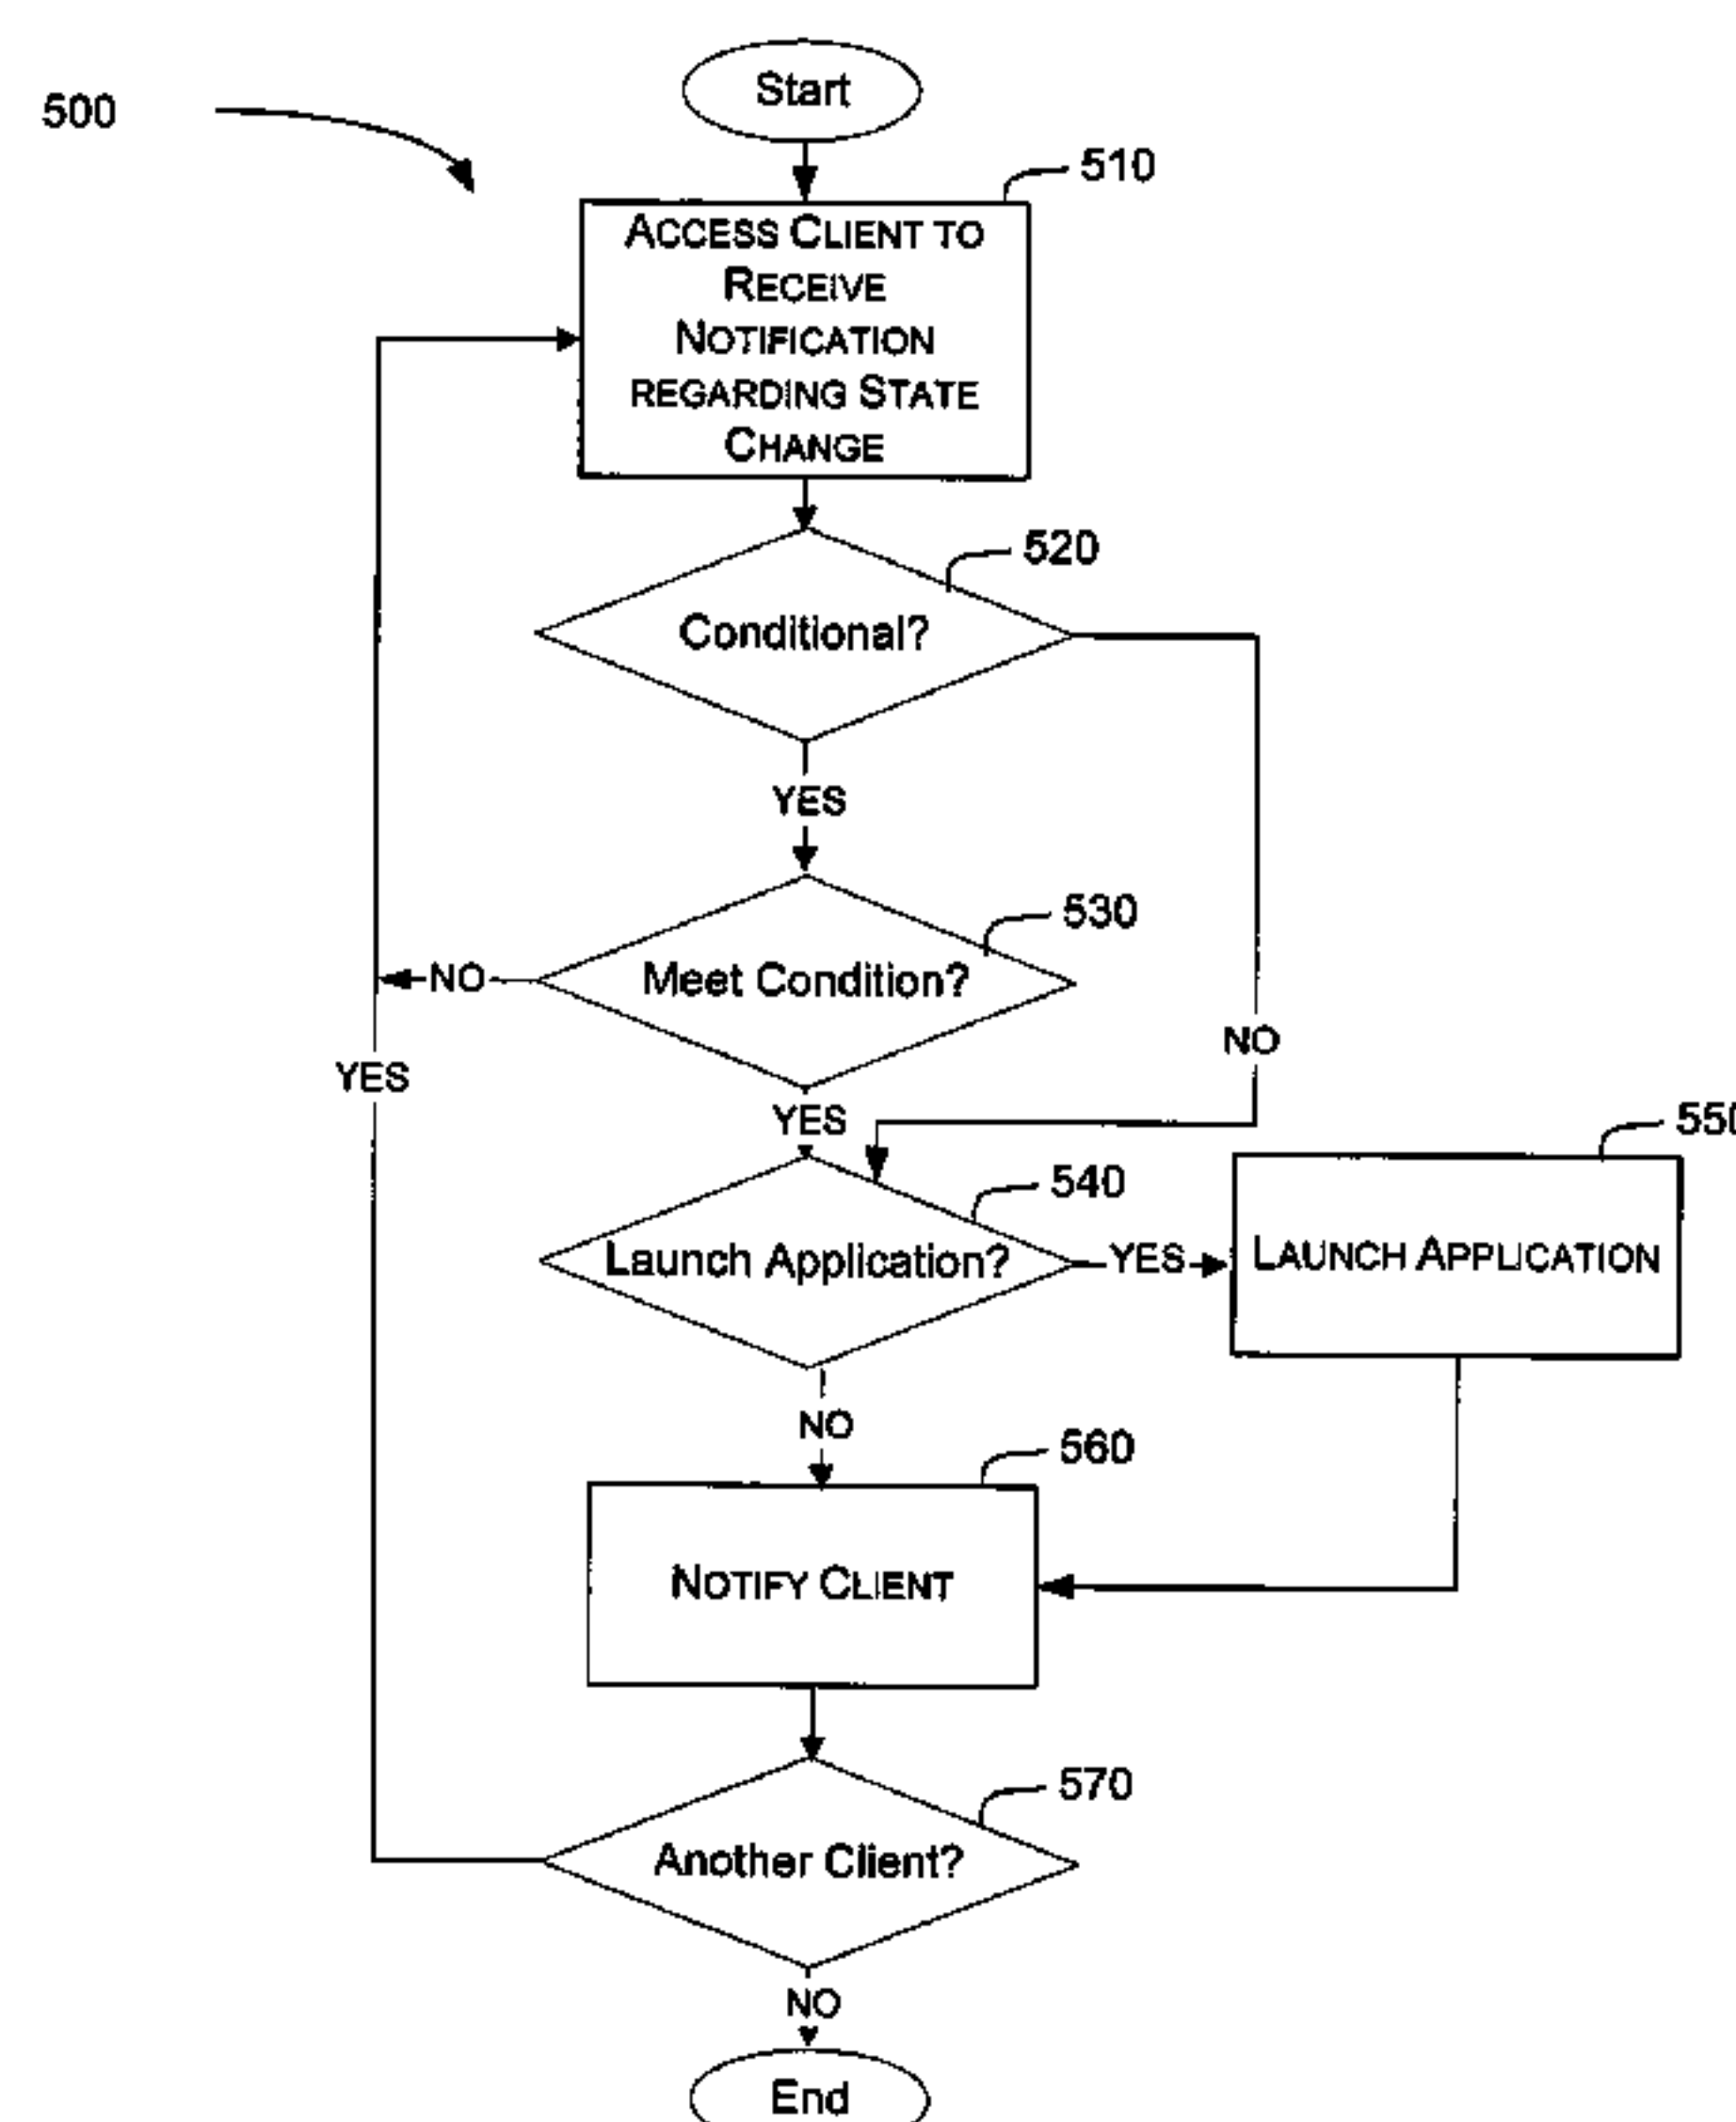 Start
500
510
ACCESS CLIENT TO
RECEIVE
NOTIFICATION
REGARDING STATE
CHANGE
520
Conditional?
YES
530
Meet Condition?
NO
NO
YES
YES
550
540
Launch Application?
YES
LAUNCH APPLICATION
NO
560
NOTIFY CLIENT
570
Another Client?
NO
End